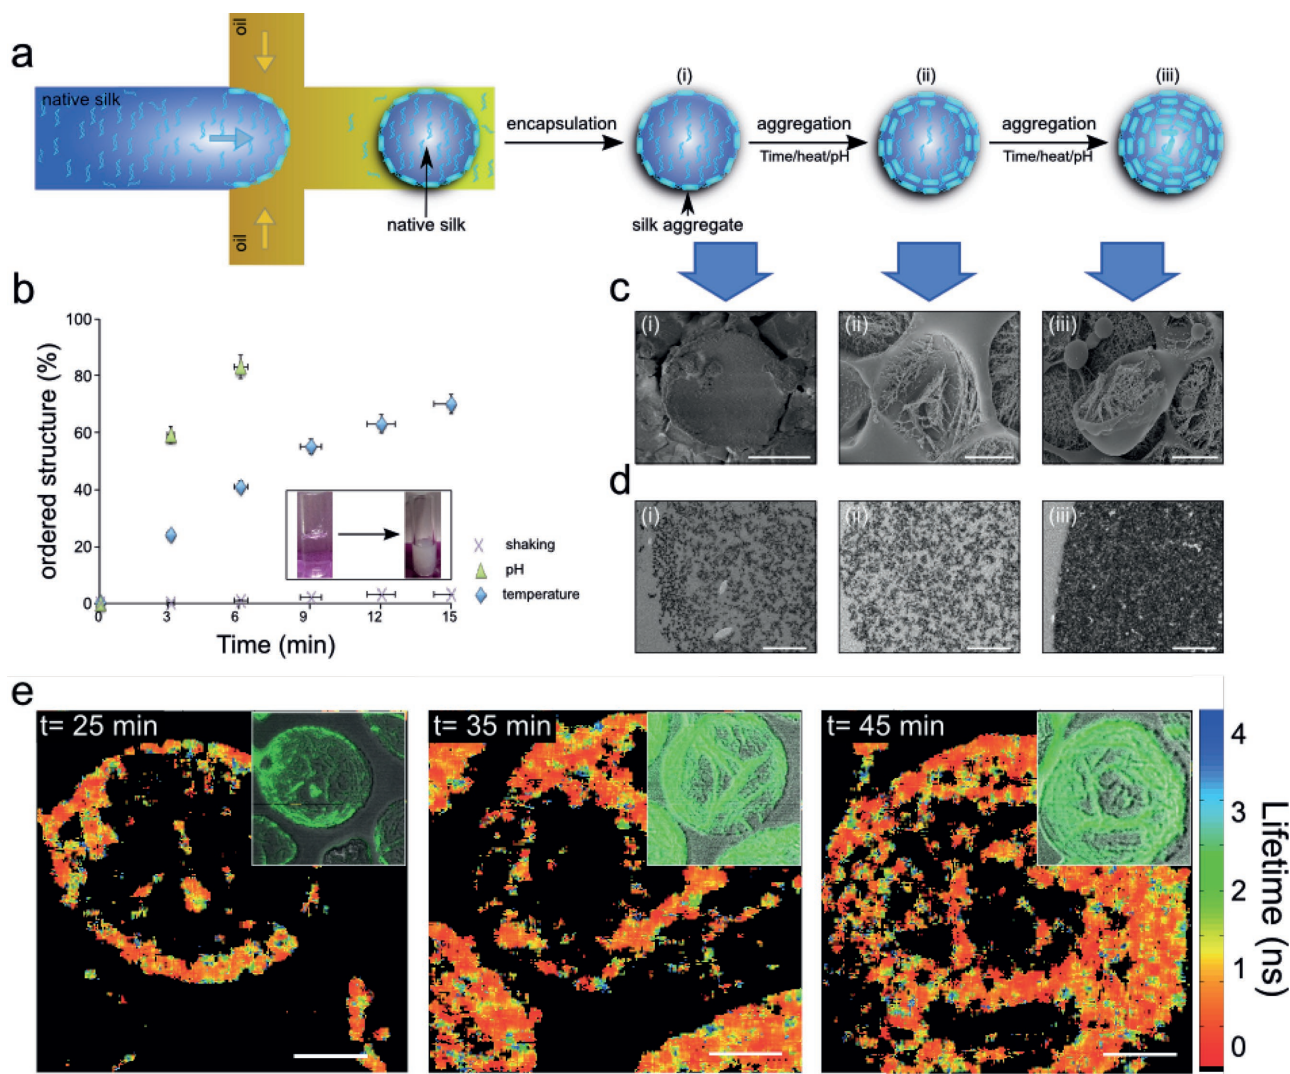 a
oil
native silk
oil
native silk
encapsulation
(i)
silk aggregate
aggregation
Time/heat/pH
(ii)
aggregation
Time/heat/pH
(iii)
b
ordered structure (%)
100
80
60
40
20
0
0 3 6 9 12 15
Time (min)
shaking
pH
temperature
c
(i) (ii) (iii)
d
(i) (ii) (iii)
e
t= 25 min
t= 35 min
t= 45 min
4
3
2
1
0
Lifetime (ns)